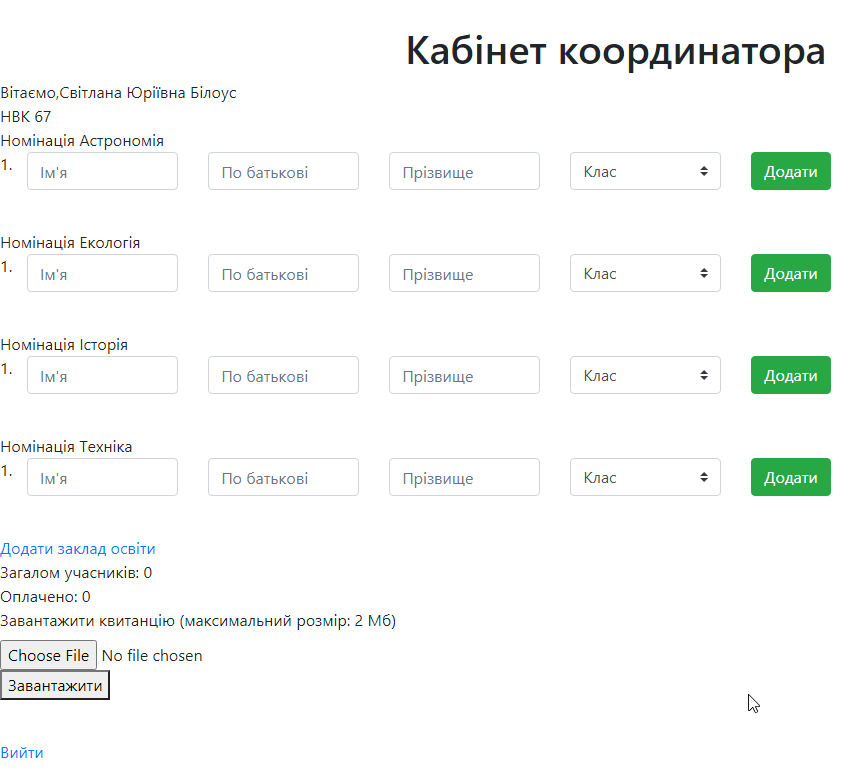 Кабінет координатора
Вітаємо,Світлана Юріївна Білоус
НВК 67
Номінація Астрономія
1. Ім'я По батькові Прізвище Клас Додати
Номінація Екологія
1. Ім'я По батькові Прізвище Клас Додати
Номінація Історія
1. Ім'я По батькові Прізвище Клас Додати
Номінація Техніка
1. Ім'я По батькові Прізвище Клас Додати
Додати заклад освіти
Загалом учасників: 0
Оплачено: 0
Завантажити квитанцію (максимальний розмір: 2 Мб)
Choose File No file chosen
Завантажити
Вийти